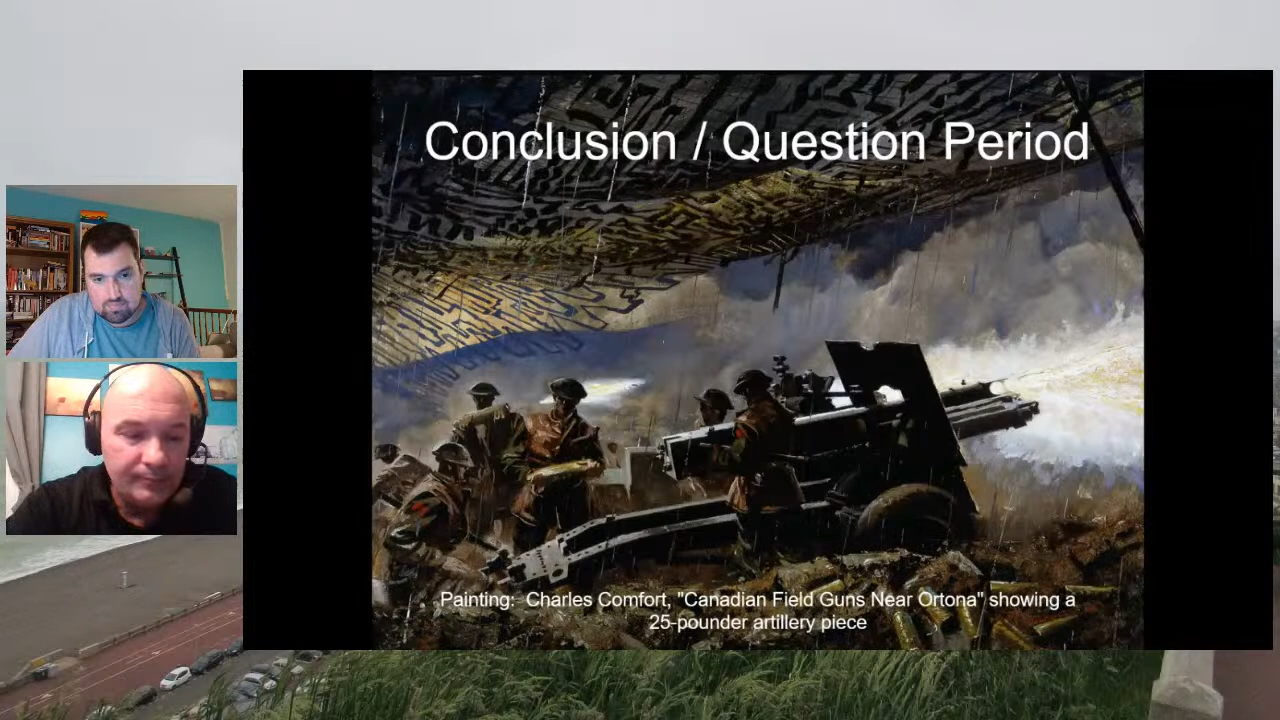 Conclusion / Question Period
Painting:  Charles Comfort, "Canadian Field Guns Near Ortona" showing a
25-pounder artillery piece